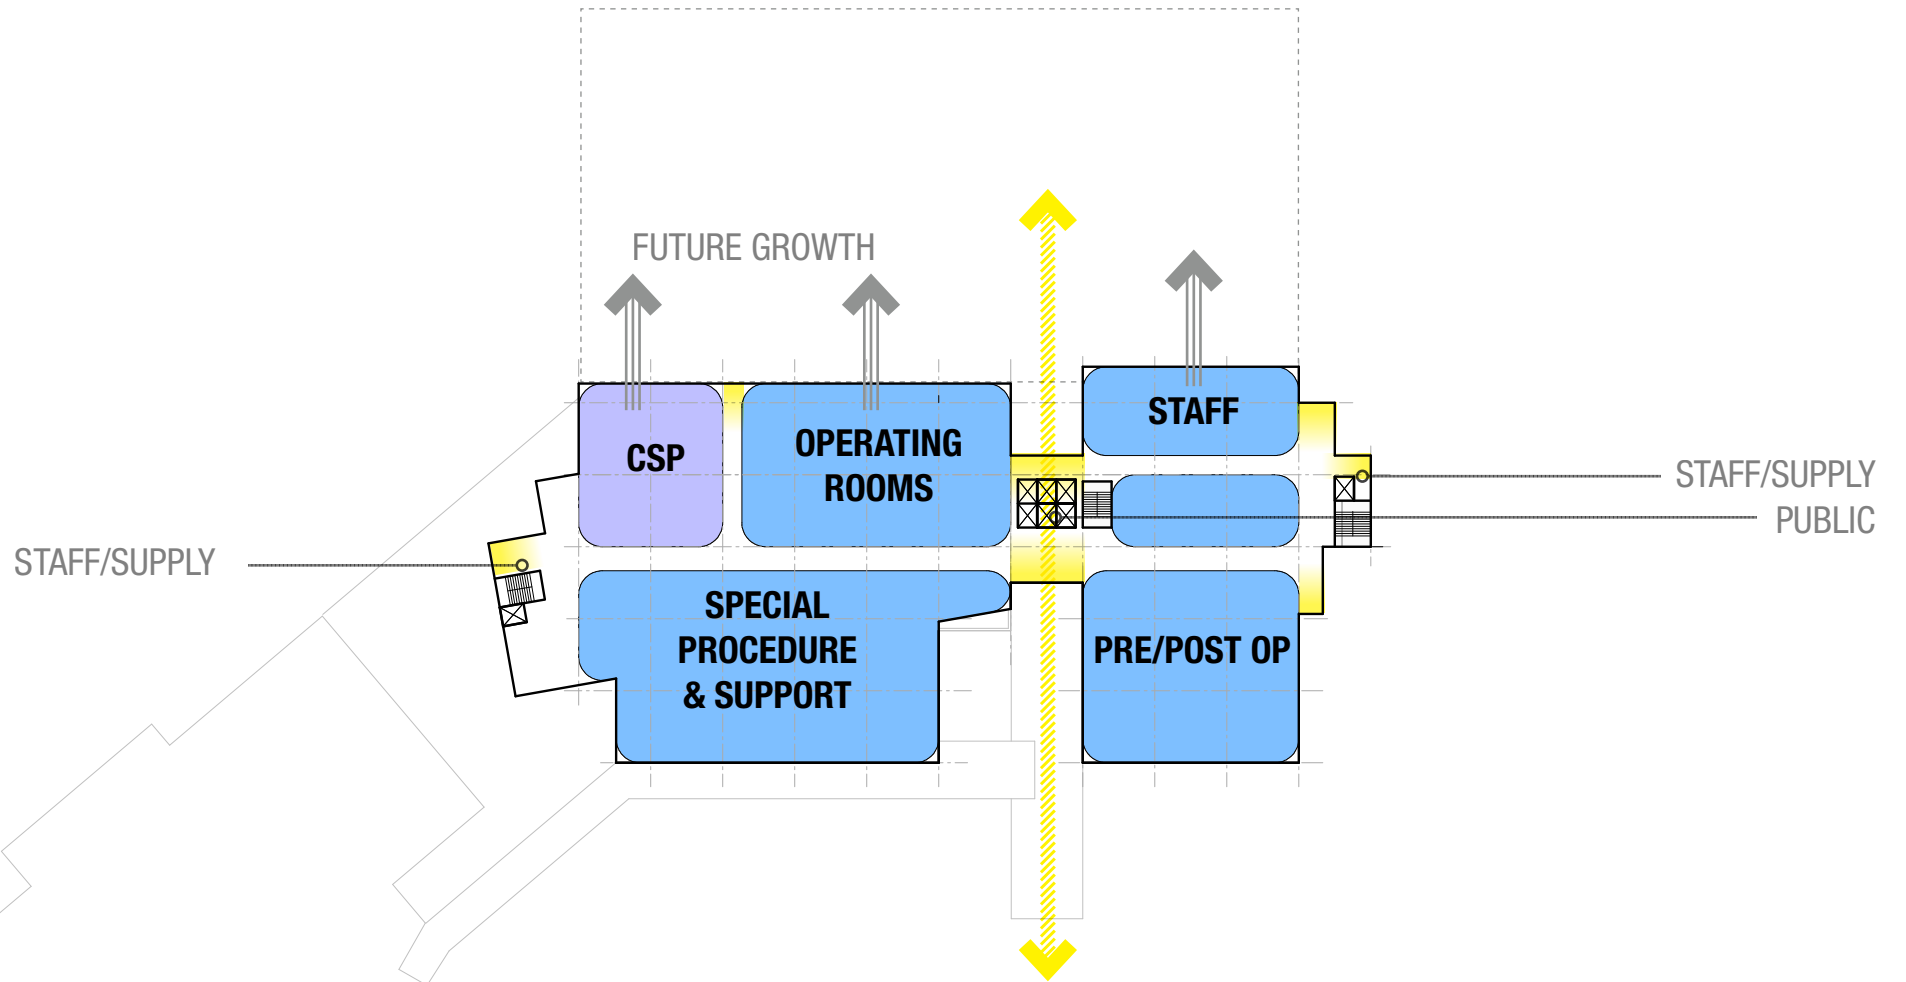 FUTURE GROWTH
CSP
OPERATING
ROOMS
STAFF
STAFF/SUPPLY
PUBLIC
STAFF/SUPPLY
SPECIAL
PROCEDURE
& SUPPORT
PRE/POST OP